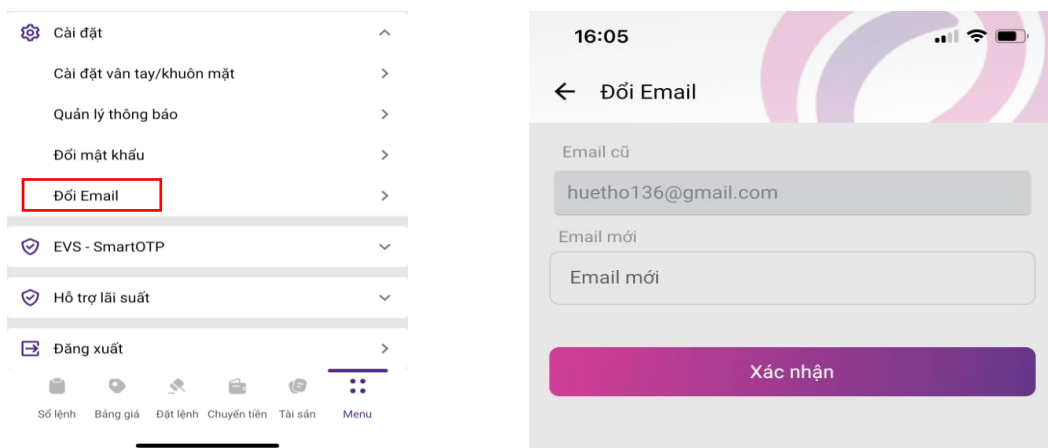 Cài đặt
Cài đặt vân tay/khuôn mặt
Quản lý thông báo
Đổi mật khẩu
Đổi Email
EVS - SmartOTP
Hỗ trợ lãi suất
Đăng xuất
Sổ lệnh Bảng giá Đặt lệnh Chuyển tiền Tài sản Menu
16:05
Đổi Email
Email cũ
huetho136@gmail.com
Email mới
Email mới
Xác nhận